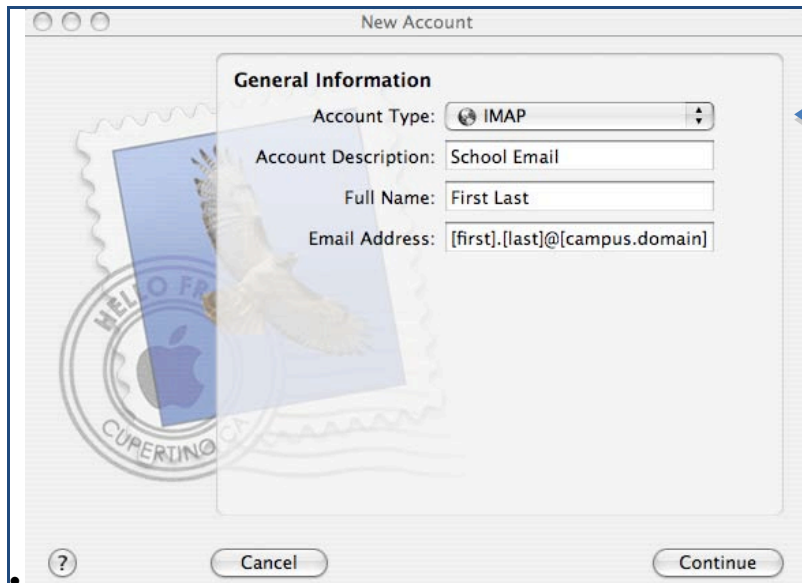 New Account
General Information
Account Type: IMAP
Account Description: School Email
Full Name: First Last
Email Address: [first].[last]@[campus.domain]
HELLO FR
CUPERTINO CA
? Cancel Continue